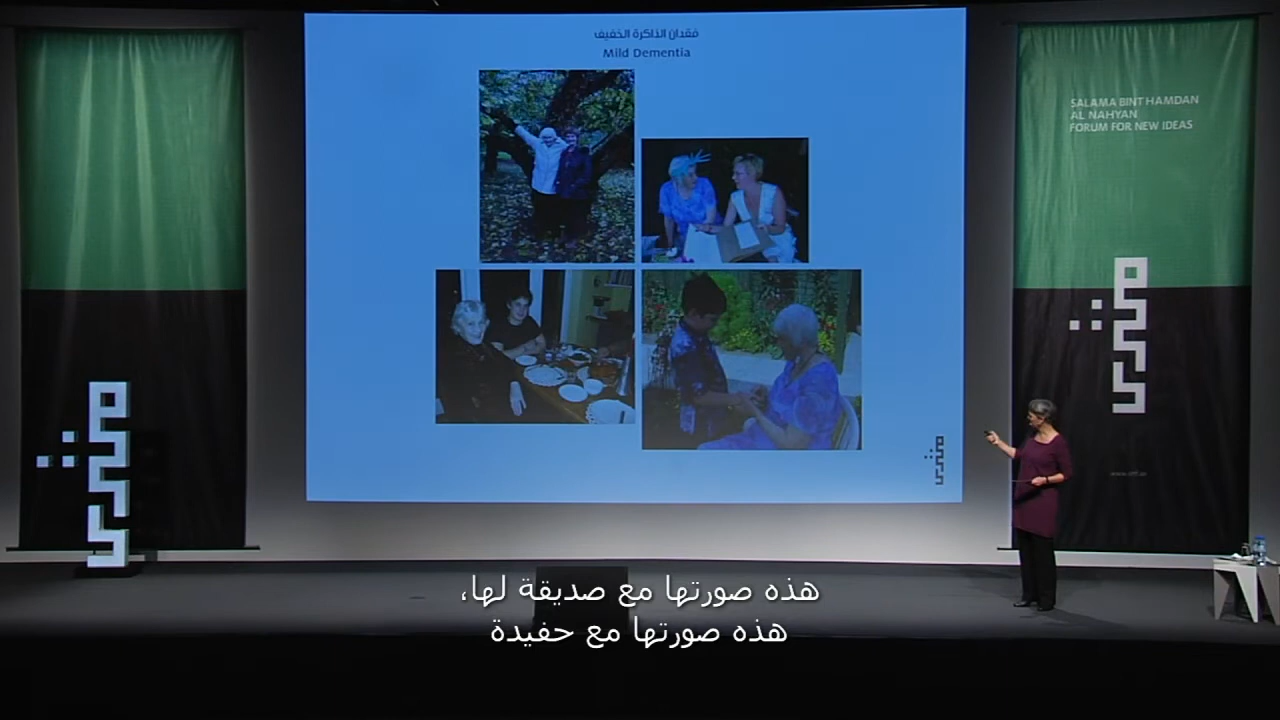 فقدان الذاكرة الخفيف
Mild Dementia
SALAMA BINT HAMDAN
AL NAHYAN
FORUM FOR NEW IDEAS
هذه صورتها مع صديقة لها،
هذه صورتها مع حفيدة